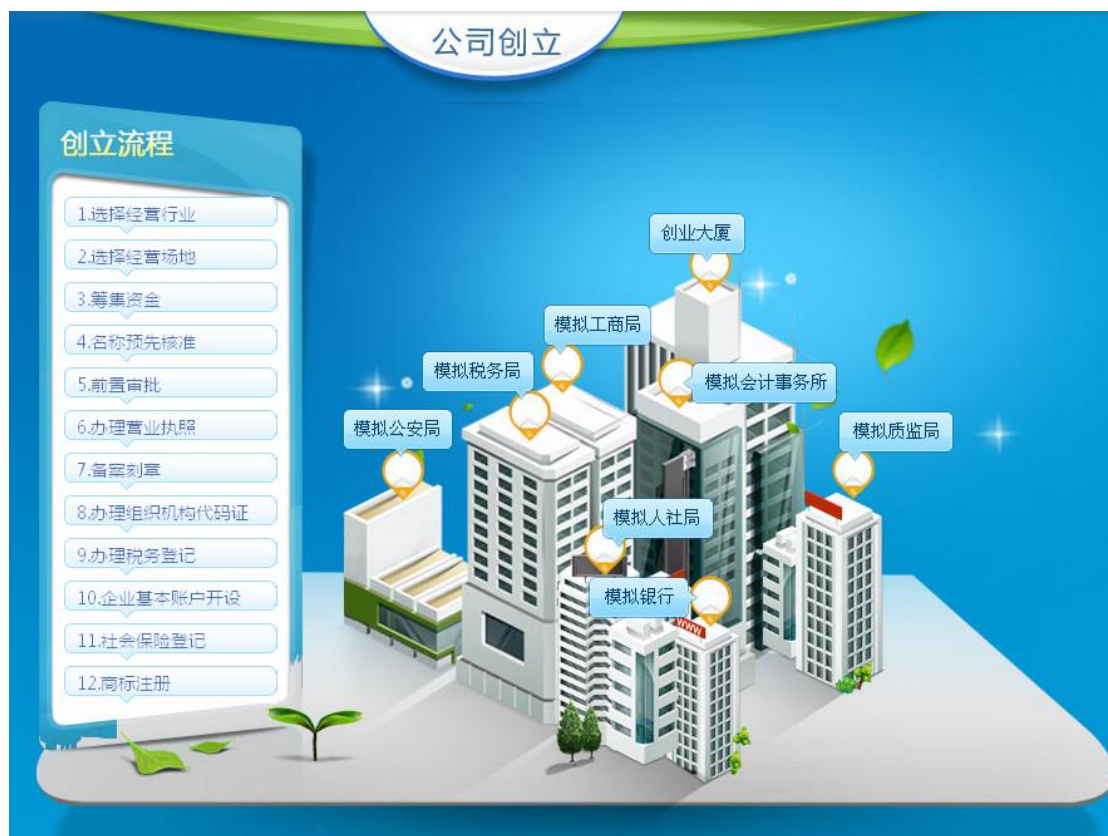 公司创立
创立流程
1.选择经营行业
2.选择经营场地
3.筹集资金
4.名称预先核准
5.前置审批
6.办理营业执照
7.备案刻章
8.办理组织机构代码证
9.办理税务登记
10.企业基本账户开设
11.社会保险登记
12.商标注册
创业大厦
模拟工商局
模拟税务局
模拟会计事务所
模拟公安局
模拟质监局
模拟人社局
模拟银行
WWW